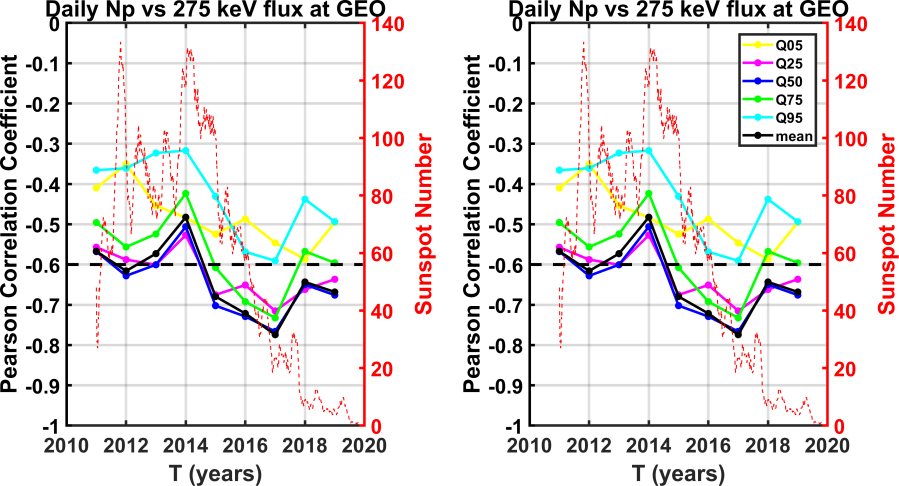 Daily Np vs 275 keV flux at GEO
0
-0.1
-0.2
-0.3
-0.4
-0.5
-0.6
-0.7
-0.8
-0.9
-1
Pearson Correlation Coefficient
140
120
100
80
60
40
20
0
Sunspot Number
2010 2012 2014 2016 2018 2020
T (years)
Daily Np vs 275 keV flux at GEO
0
-0.1
-0.2
-0.3
-0.4
-0.5
-0.6
-0.7
-0.8
-0.9
-1
Pearson Correlation Coefficient
Q05
Q25
Q50
Q75
Q95
mean
140
120
100
80
60
40
20
0
Sunspot Number
2010 2012 2014 2016 2018 2020
T (years)